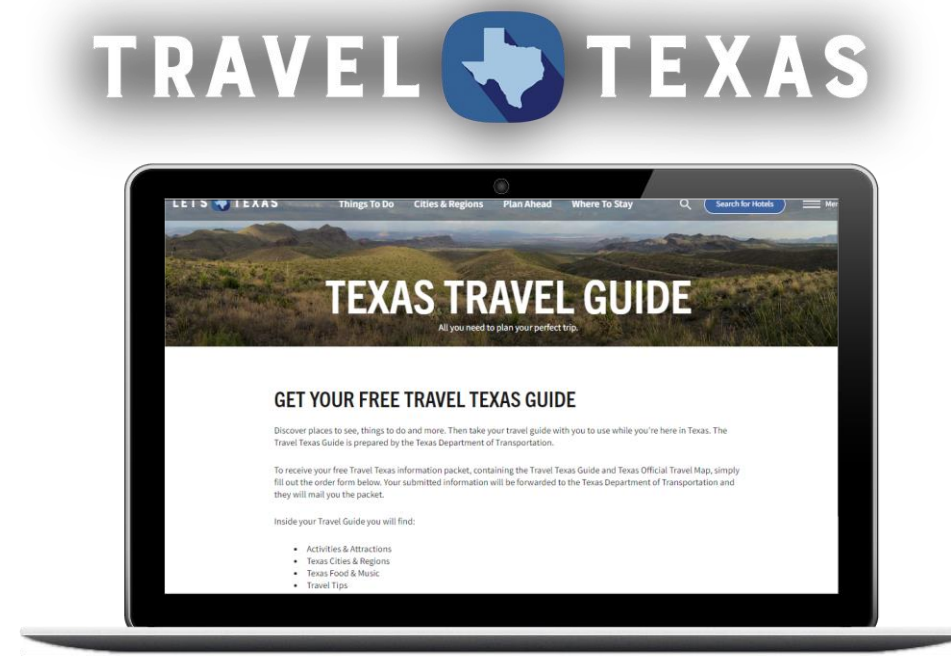 TRAVEL TEXAS
LETS TEXAS
Things To Do Cities & Regions Plan Ahead Where To Stay Search for Hotels
TEXAS TRAVEL GUIDE
All you need to plan your perfect trip.
GET YOUR FREE TRAVEL TEXAS GUIDE
Discover places to see, things to do and more. Then take your travel guide with you to use while you're here in Texas. The
Travel Texas Guide is prepared by the Texas Department of Transportation.
To receive your free Travel Texas information packet, containing the Travel Texas Guide and Texas Official Travel Map, simply
fill out the order form below. Your submitted information will be forwarded to the Texas Department of Transportation and
they will mail you the packet.
Inside your Travel Guide you will find:
• Activities & Attractions
• Texas Cities & Regions
• Texas Food & Music
• Travel Tips